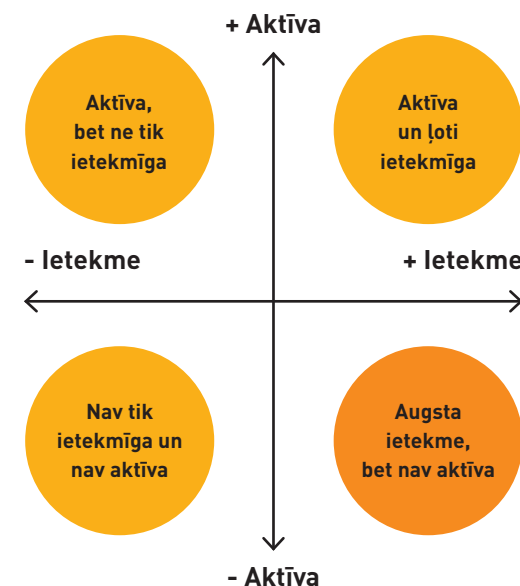 + Aktīva
Aktīva,
bet ne tik
ietekmīga
Aktīva
un ļoti
ietekmīga
- Ietekme
+ Ietekme
Nav tik
ietekmīga un
nav aktīva
Augsta
ietekme,
bet nav aktīva
- Aktīva